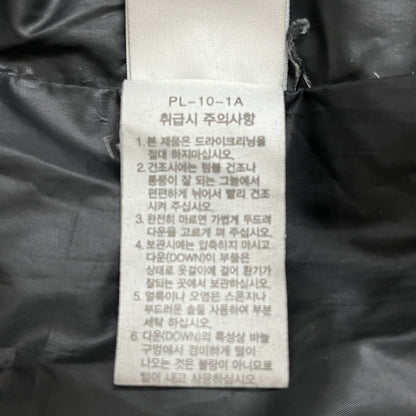 PL-10-1A
취급시 주의사항
1. 본 제품은 드라이크리닝을
절대 하지마십시오.
2. 건조시에는 텀블 건조나
통풍이 잘 되는 그늘에서
편편하게 뉘어서 빨리 건조
시켜 주십시오.
3. 완전히 마르면 가볍게 두드려
다운을 고르게 펴 주십시오.
4. 보관시에는 압축하지 마시고
다운(DOWN)이 부풀은
상태로 옷걸이에 걸어 환기가
잘되는 곳에서 보관하십시오.
5. 얼룩이나 오염은 스폰지나
부드러운 솔을 사용하여 부분
세탁 하십시오.
6. 다운(DOWN)의 특성상 바늘
구멍에서 경미하게 털이
나오는 것은 불량이 아니므로
털어 내고 사용하십시오.